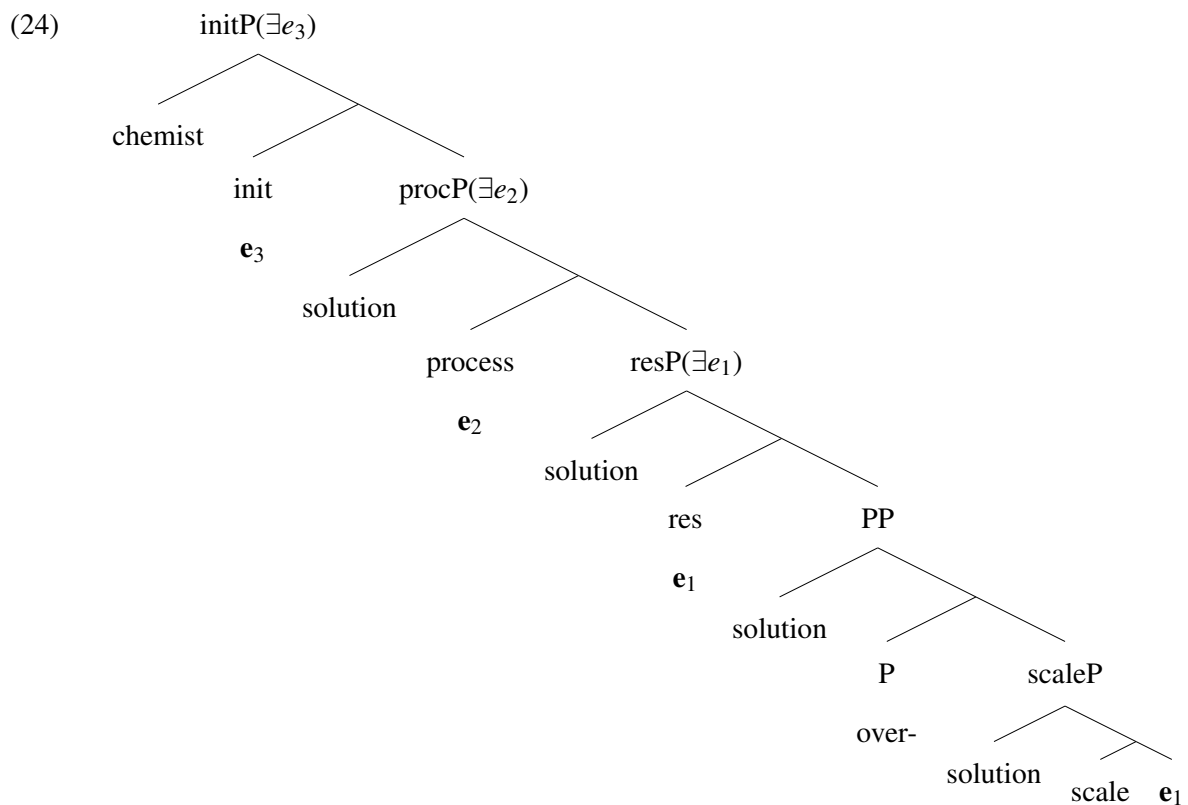 (24) initP(∃e₃)
chemist
init procP(∃e₂)
e₃
solution
process resP(∃e₁)
e₂
solution
res PP
e₁
solution
P scaleP
over-
solution
scale e₁